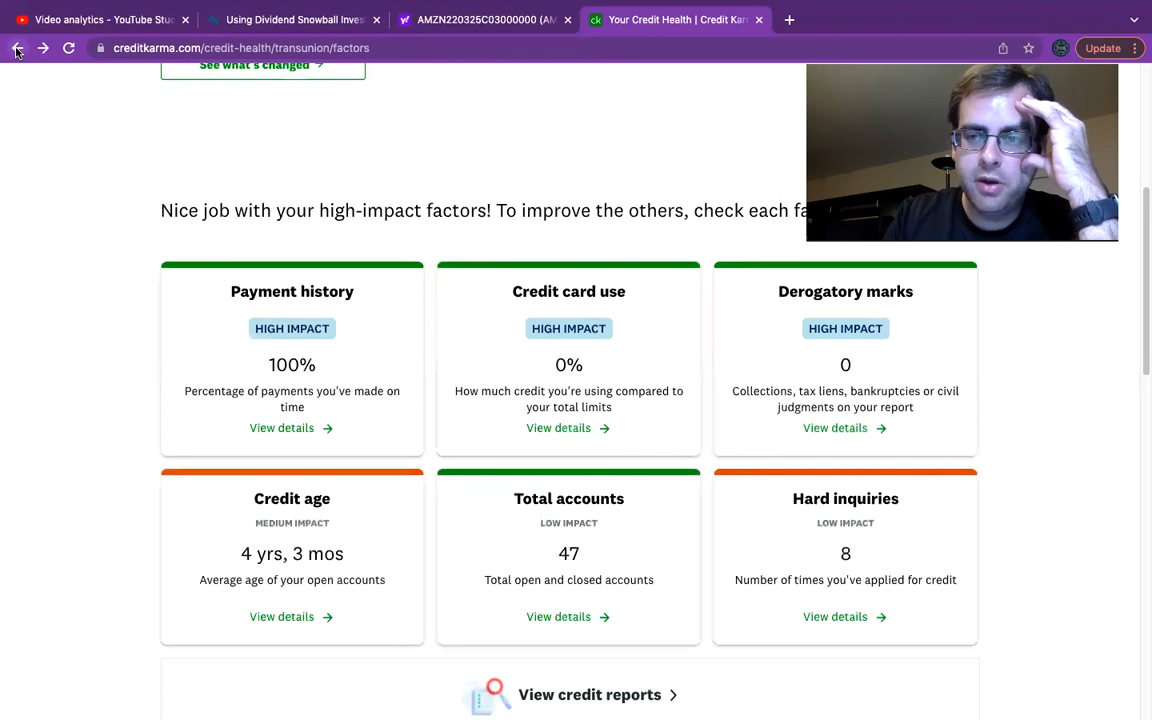 Video analytics - YouTube Stu
Using Dividend Snowball Inves
AMZN220325C03000000 (AM
Your Credit Health | Credit Kar
creditkarma.com/credit-health/transunion/factors
Update
See what's changed
Nice job with your high-impact factors! To improve the others, check each fa
Payment history
HIGH IMPACT
100%
Percentage of payments you've made on
time
View details
Credit card use
HIGH IMPACT
0%
How much credit you're using compared to
your total limits
View details
Derogatory marks
HIGH IMPACT
0
Collections, tax liens, bankruptcies or civil
judgments on your report
View details
Credit age
MEDIUM IMPACT
4 yrs, 3 mos
Average age of your open accounts
View details
Total accounts
LOW IMPACT
47
Total open and closed accounts
View details
Hard inquiries
LOW IMPACT
8
Number of times you've applied for credit
View details
View credit reports